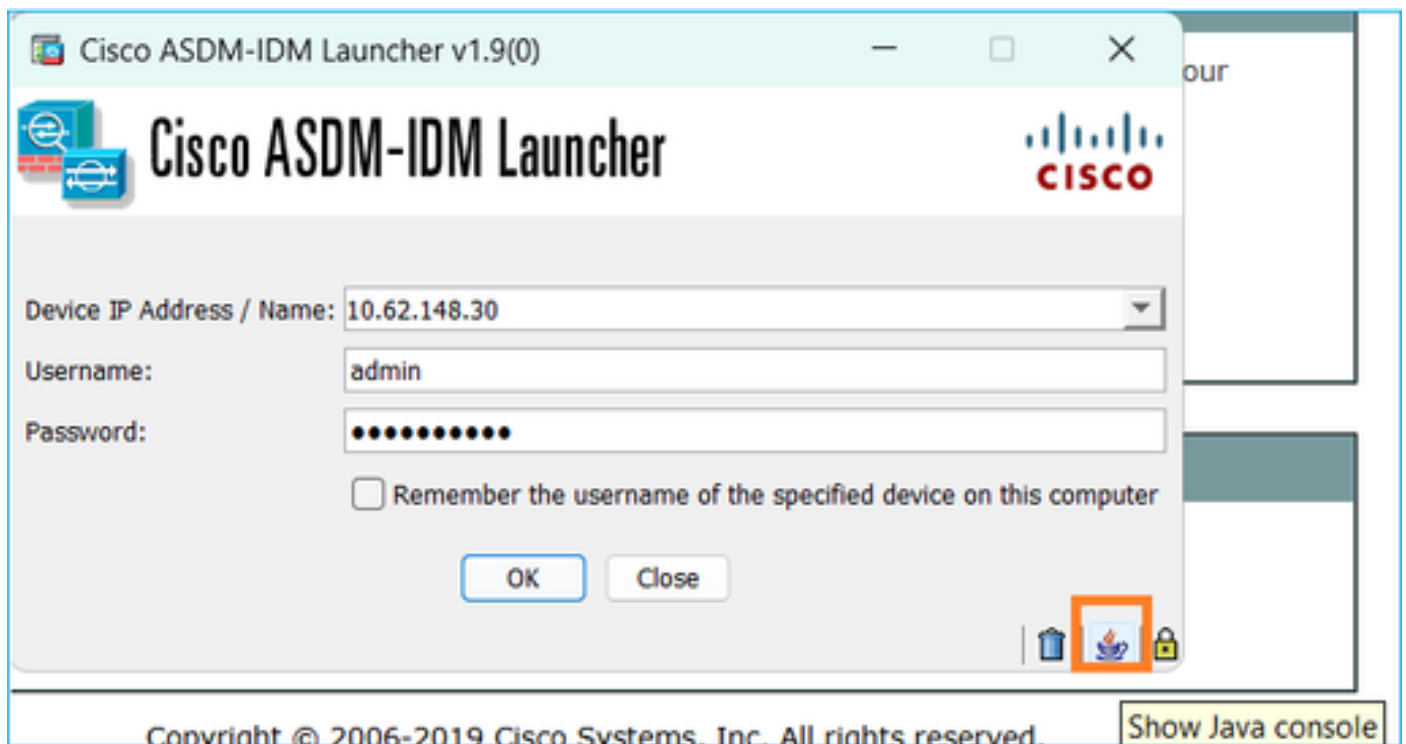 Cisco ASDM-IDM Launcher v1.9(0)
our
Cisco ASDM-IDM Launcher
CISCO
Device IP Address / Name: 10.62.148.30
Username: admin
Password: ••••••••••
Remember the username of the specified device on this computer
OK Close
Copyright © 2006-2019 Cisco Systems, Inc. All rights reserved.
Show Java console